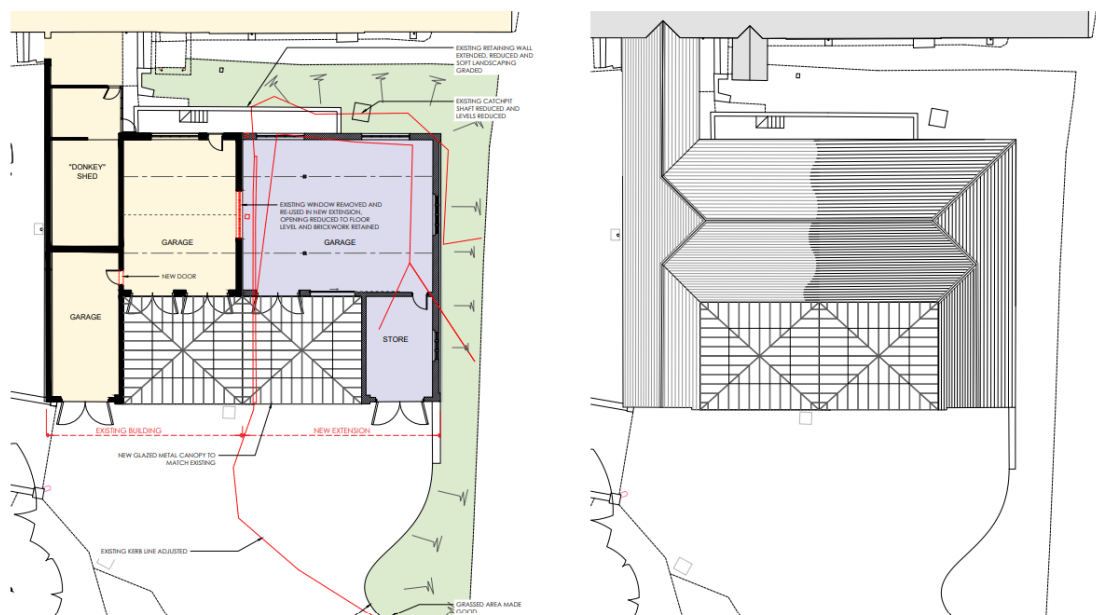 EXISTING RETAINING WALL
EXTENDED, REDUCED AND
SOFT LANDSCAPING
GRADED
EXISTING CATCHPIT
SHAFT REDUCED AND
LEVELS REDUCED
"DONKEY"
SHED
EXISTING WINDOW REMOVED AND
RE-USED IN NEW EXTENSION,
OPENING REDUCED TO FLOOR
LEVEL AND BRICKWORK RETAINED
GARAGE
GARAGE
NEW DOOR
GARAGE
STORE
EXISTING BUILDING
NEW EXTENSION
NEW GLAZED METAL CANOPY TO
MATCH EXISTING
EXISTING KERB LINE ADJUSTED
GRASSED AREA MADE
GOOD